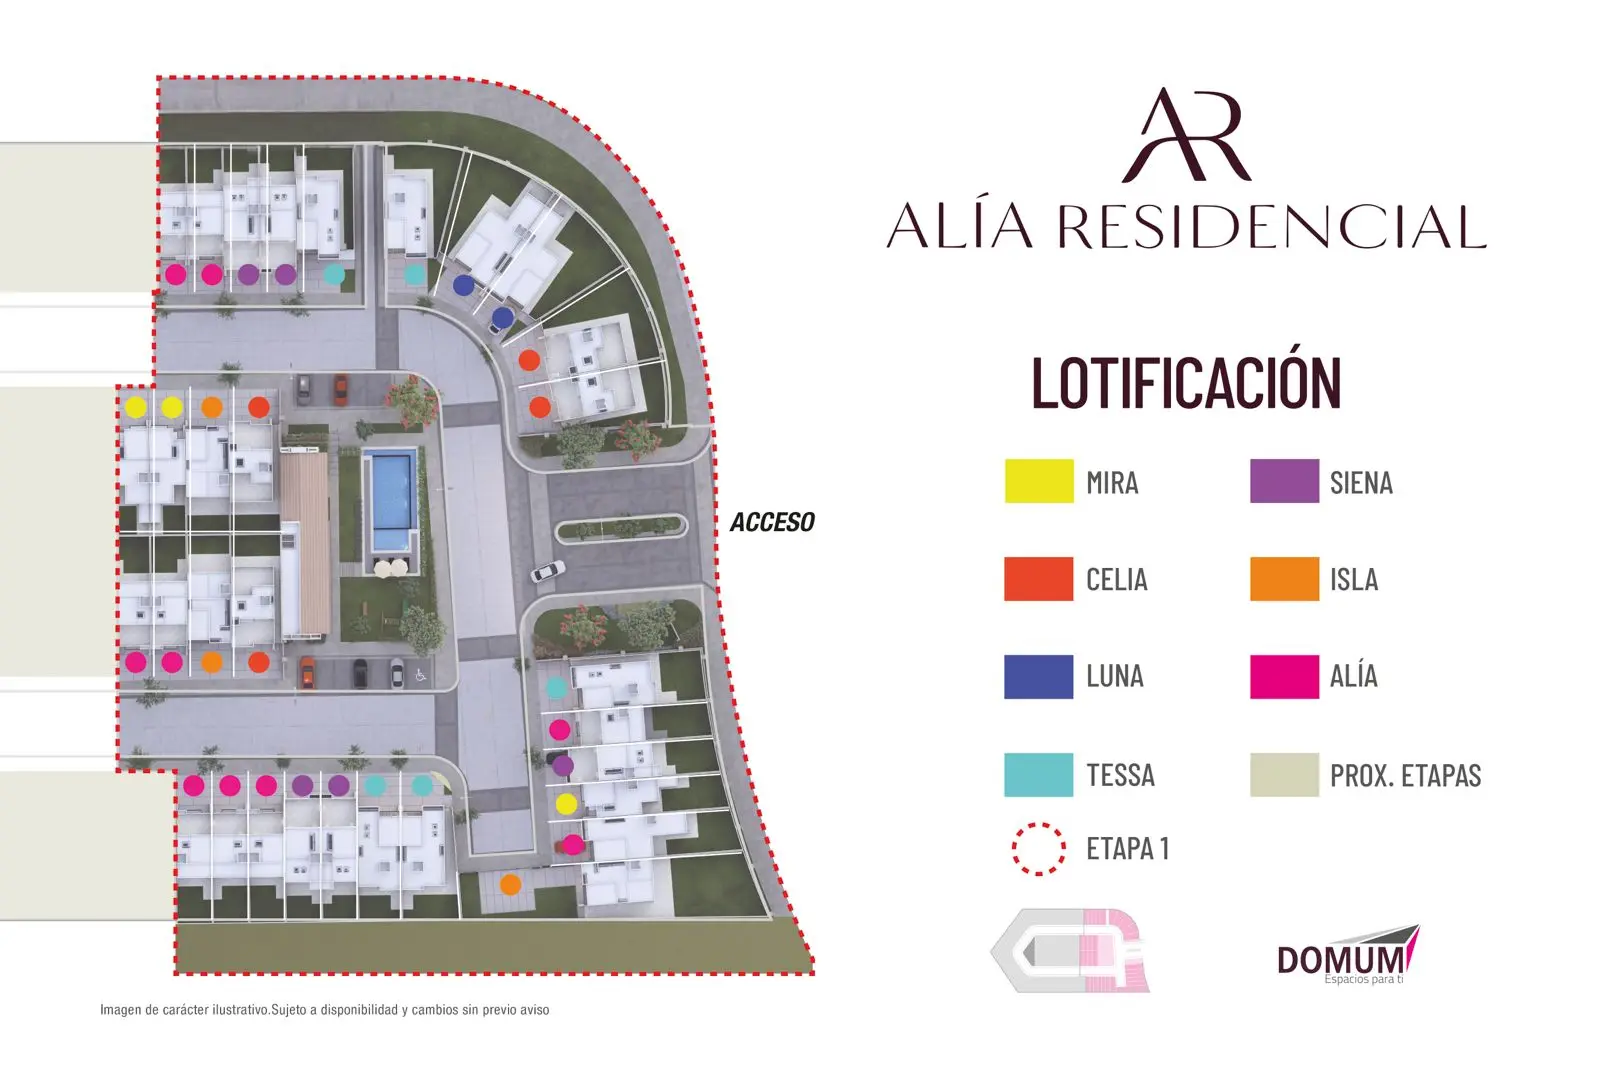 AR
ALÍA RESIDENCIAL
LOTIFICACIÓN
MIRA
SIENA
CELIA
ISLA
LUNA
ALÍA
TESSA
PROX. ETAPAS
ETAPA 1
ACCESO
DOMUM
Espacios para ti
Imagen de carácter ilustrativo.Sujeto a disponibilidad y cambios sin previo aviso